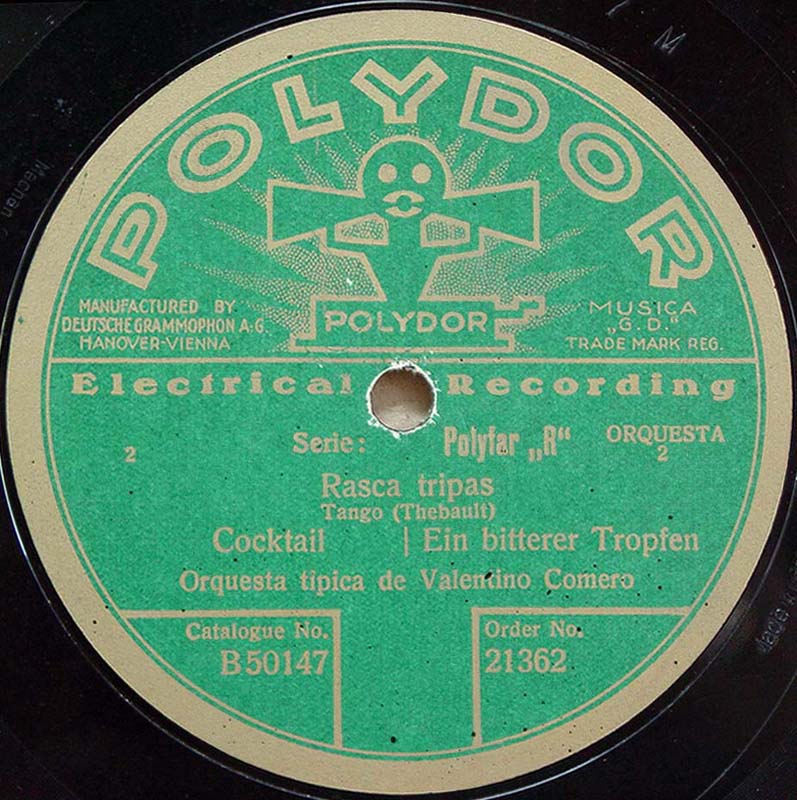 POLYDOR
MANUFACTURED BY
DEUTSCHE GRAMMOPHON A.-G.
HANOVER-VIENNA
POLYDOR
MUSICA
„G.D.“
TRADE MARK REG.
Electrical Recording
2 Serie: Polyfar „R“ ORQUESTA
2
Rasca tripas
Tango (Thebault)
Cocktail | Ein bitterer Tropfen
Orquesta tipica de Valentino Comero
Catalogue No.
B 50147
Order No.
21362